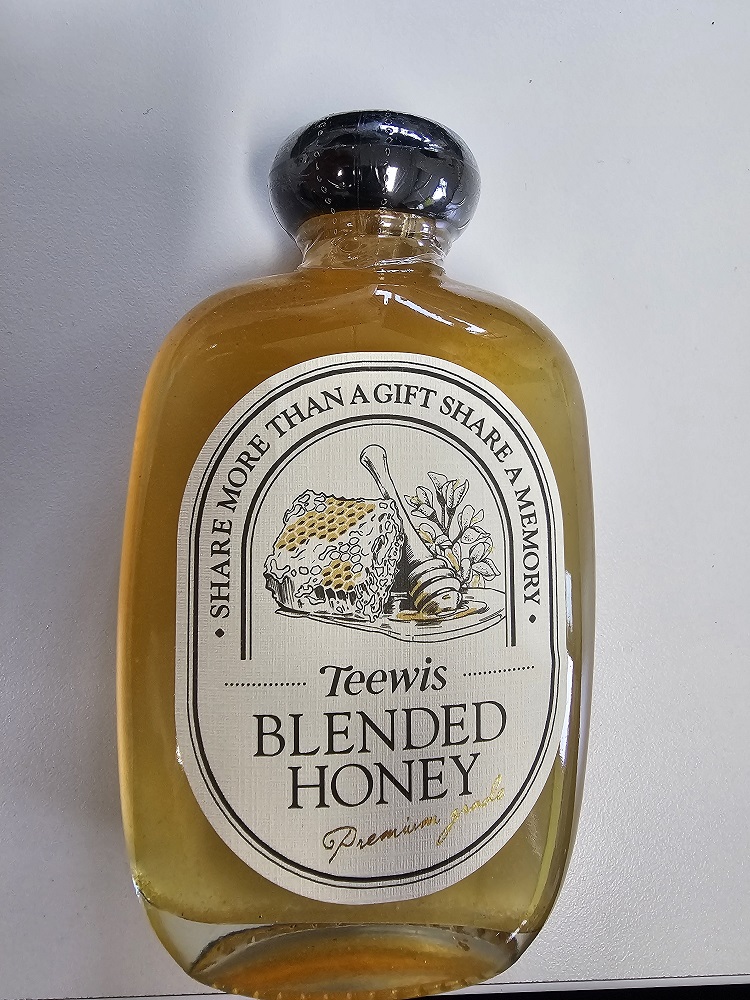 • SHARE MORE THAN A GIFT SHARE A MEMORY •
Teewis
BLENDED
HONEY
Premium grade